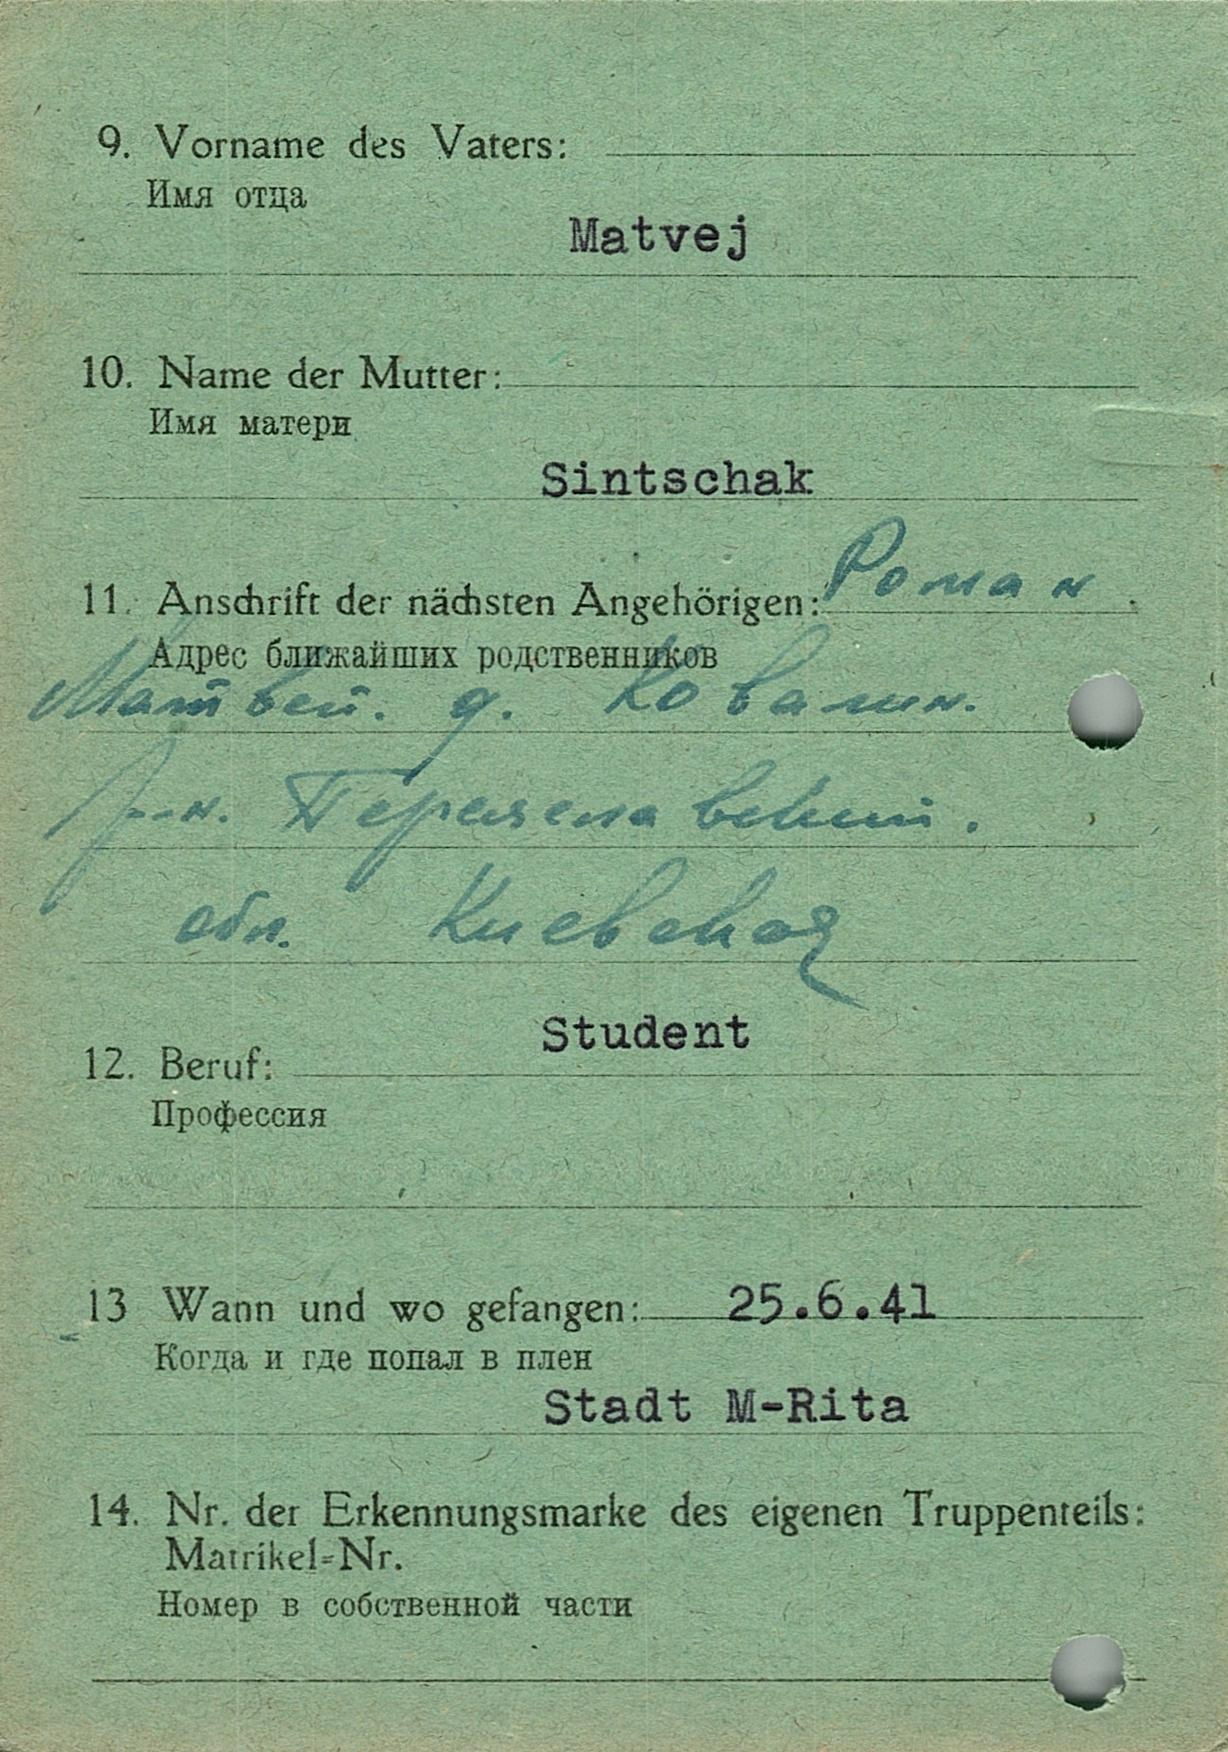 9. Vorname des Vaters:
Имя отца
Matvej
10. Name der Mutter:
Имя матери
Sintschak
11. Anschrift der nächsten Angehörigen: Роман
Адрес ближайших родственников
Матвей. д. Ковалин.
р-н. Переяславский.
обл. Киевская
Student
12. Beruf:
Профессия
13 Wann und wo gefangen: 25.6.41
Когда и где попал в плен
Stadt M-Rita
14. Nr. der Erkennungsmarke des eigenen Truppenteils:
Matrikel=Nr.
Номер в собственной части